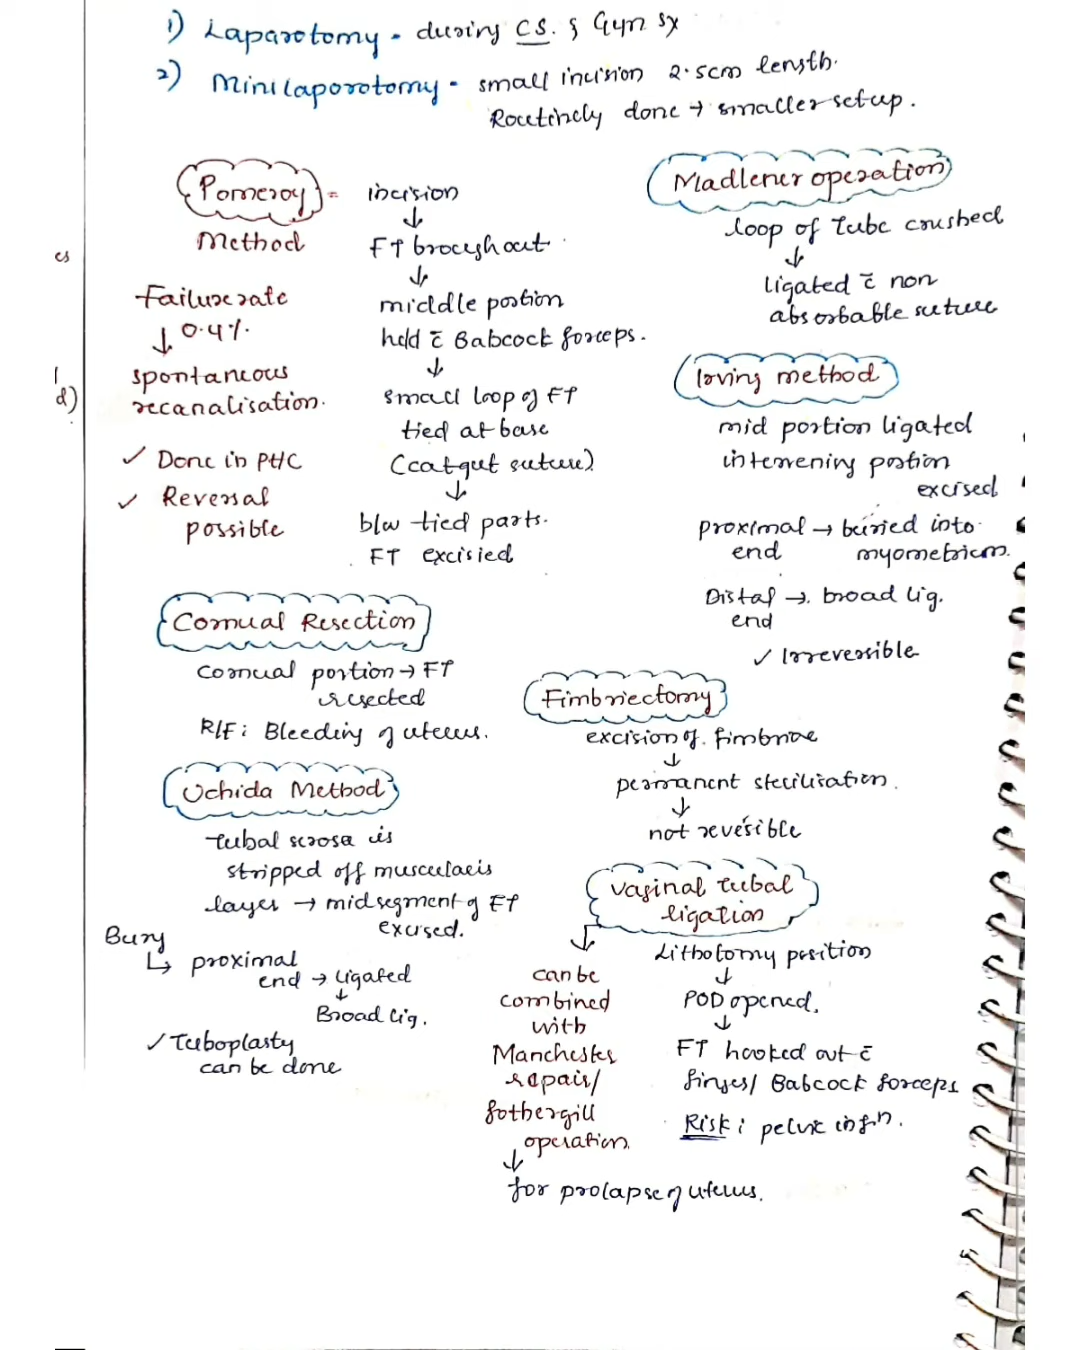 1) Laparotomy - during CS. & Gyn sx
2) Minilaporotomy - small incision 2.5cm length.
Routinely done → smaller setup.
Pomeroy = incision
Method
↓
FT broughout
↓
middle portion
held c̄ Babcock forceps.
↓
small loop of FT
tied at base
(catgut suture)
↓
b/w tied parts.
FT excisied
cs
Failure rate
↓ 0.4%.
spontaneous
recanalisation.
d)
✓ Done in PHC
✓ Reversal
possible
Madlener operation
loop of Tube crushed
↓
ligated c̄ non
absorbable suture
Irving method
mid portion ligated
intervening portion
excised
proximal → buried into
end myometrium.
Distal → broad lig.
end
✓ Irreversible
Cornual Resection
cornual portion → FT
resected
R/F: Bleeding of uterus.
Fimbriectomy
excision of. fimbriae
↓
permanent sterilisation.
↓
not revesible
Uchida Method
tubal serosa is
stripped off muscularis
layer → midsegment of FT
excised.
Bury
↳ proximal
end → ligated
↓
Broad lig.
✓ Tuboplasty
can be done
Vaginal tubal
ligation
↓
can be
combined
with
Manchester
repair/
fothergill
operation.
↓
for prolapse of uterus.
Lithotomy position
↓
POD opened.
↓
FT hooked out c̄
finger/ Babcock forceps
Risk: pelvic infⁿ.